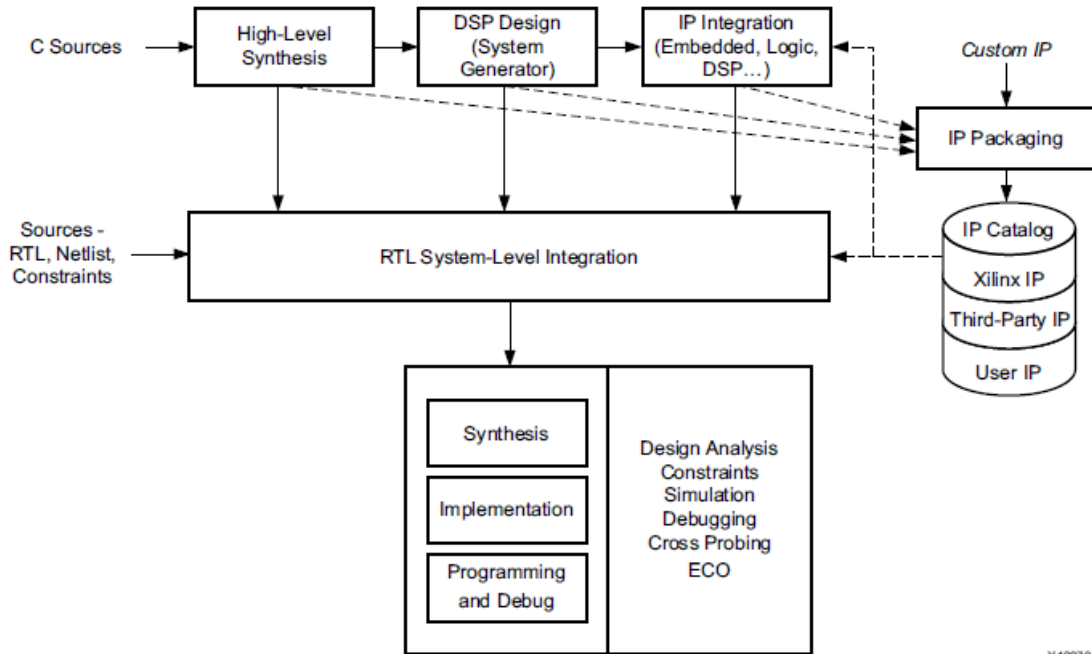 C Sources
High-Level
Synthesis
DSP Design
(System
Generator)
IP Integration
(Embedded, Logic,
DSP…)
Custom IP
IP Packaging
Sources -
RTL, Netlist,
Constraints
RTL System-Level Integration
IP Catalog
Xilinx IP
Third-Party IP
User IP
Synthesis
Implementation
Programming
and Debug
Design Analysis
Constraints
Simulation
Debugging
Cross Probing
ECO